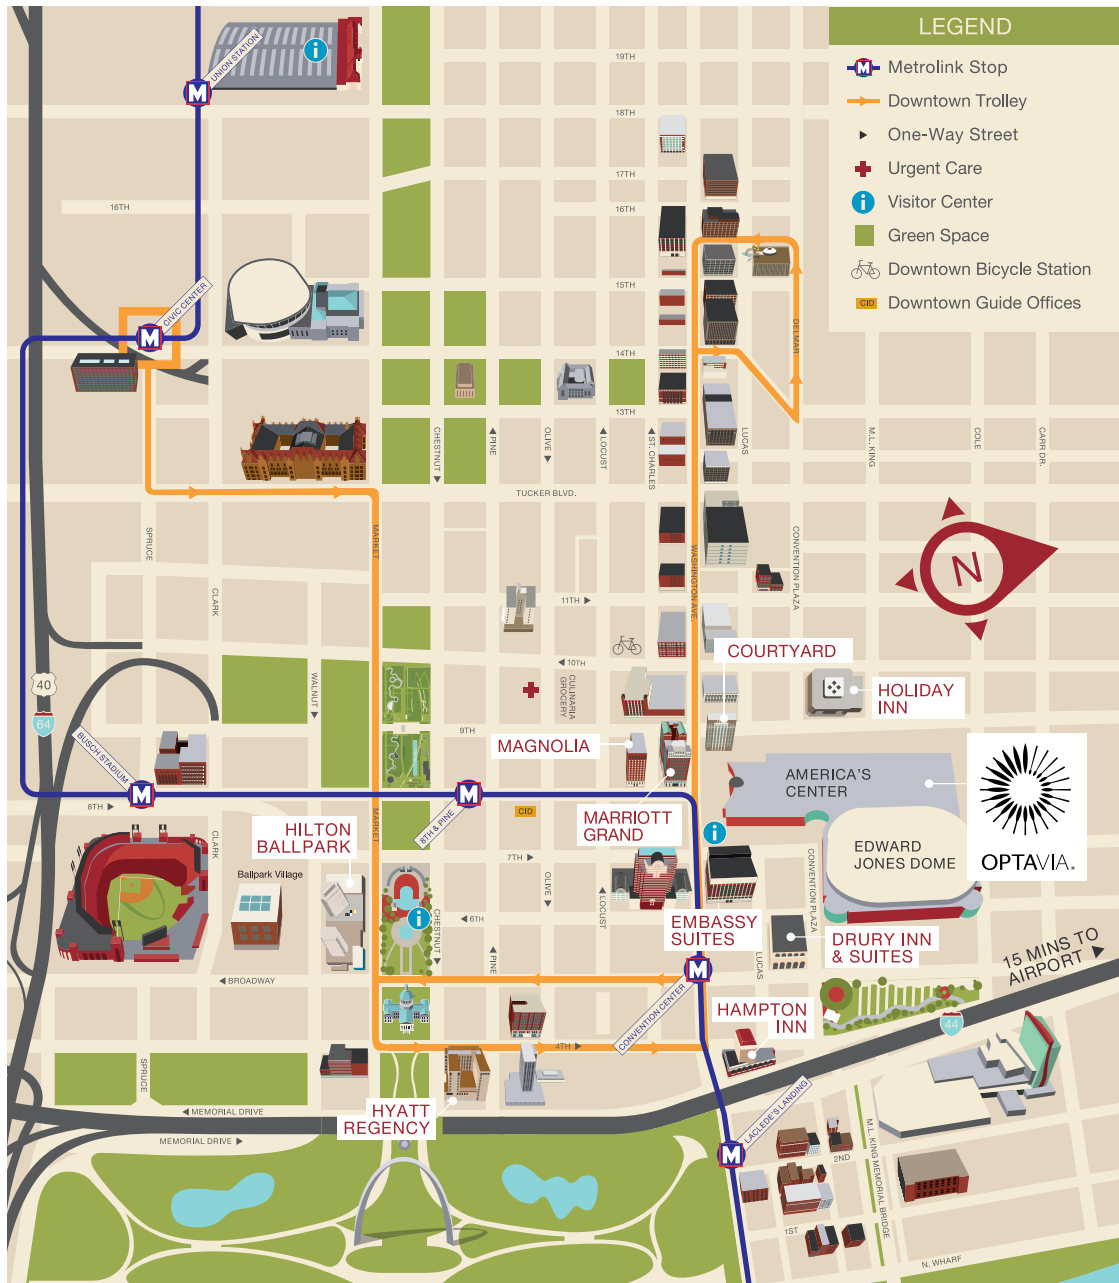 LEGEND
M Metrolink Stop
Downtown Trolley
One-Way Street
Urgent Care
i Visitor Center
Green Space
Downtown Bicycle Station
CID Downtown Guide Offices
UNION STATION
M
i
19TH
18TH
17TH
16TH
16TH
15TH
CIVIC CENTER
M
14TH
DELMAR
13TH
CHESTNUT
PINE
OLIVE
LOCUST
ST. CHARLES
LUCAS
M.L. KING
COLE
CARR DR.
TUCKER BLVD.
SPRUCE
MARKET
WASHINGTON AVE.
CONVENTION PLAZA
N
CLARK
11TH
10TH
COURTYARD
HOLIDAY
INN
40
64
WALNUT
CULINARIA
GROCERY
9TH
MAGNOLIA
BUSCH STADIUM
M
8TH
8TH & PINE
M
CID
MARRIOTT
GRAND
AMERICA'S
CENTER
OPTAVIA®
HILTON
BALLPARK
MARKET
CLARK
i
EDWARD
JONES DOME
7TH
Ballpark Village
OLIVE
LOCUST
CONVENTION PLAZA
i
CHESTNUT
6TH
EMBASSY
SUITES
DRURY INN
& SUITES
PINE
LUCAS
15 MINS TO
AIRPORT
BROADWAY
CONVENTION CENTER
M
HAMPTON
INN
44
4TH
SPRUCE
HYATT
REGENCY
MEMORIAL DRIVE
MEMORIAL DRIVE
LACLEDE'S LANDING
M
2ND
M.L. KING MEMORIAL BRIDGE
1ST
N. WHARF